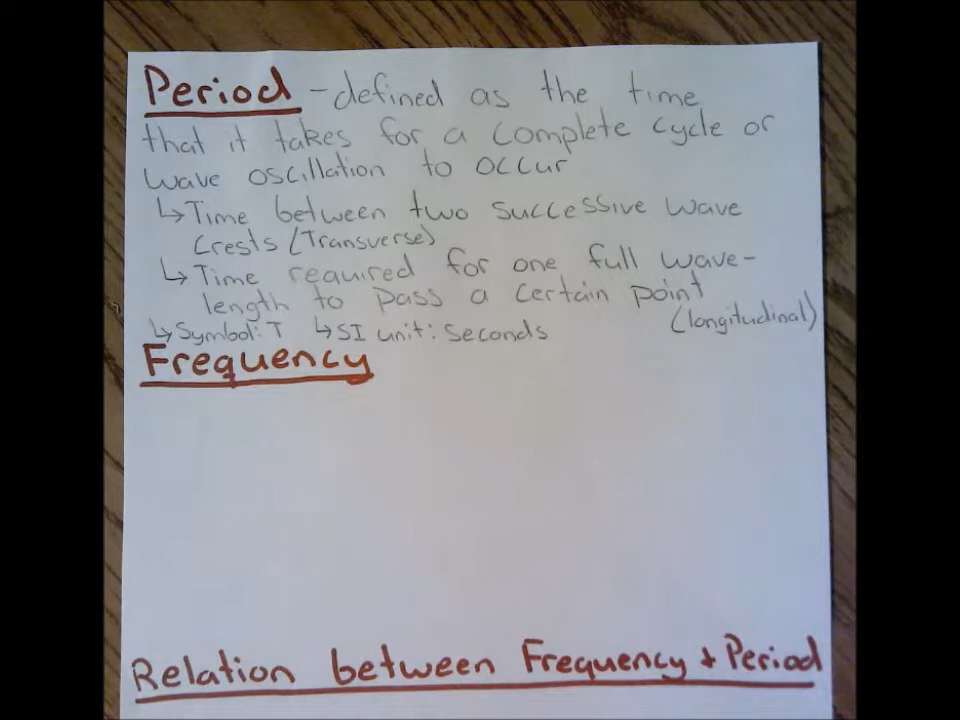 Period - defined as the time
that it takes for a complete cycle or
wave oscillation to occur
↳ Time between two successive wave
crests (Transverse)
↳ Time required for one full wave-
length to pass a certain point
(longitudinal)
↳ Symbol: T ↳ SI unit: seconds
Frequency
Relation between Frequency + Period